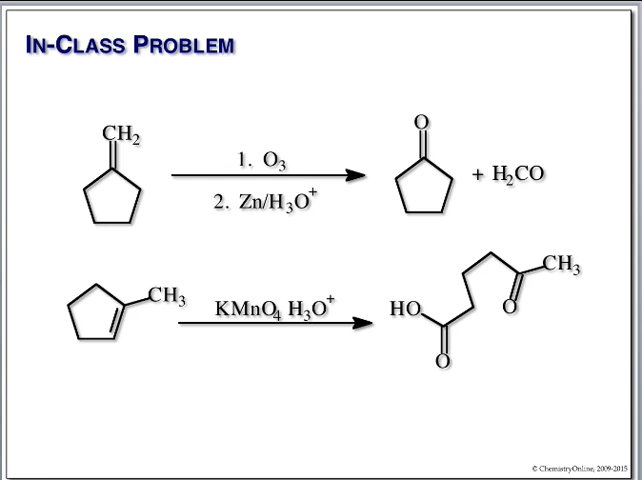 IN-CLASS PROBLEM
CH2
1. O3
2. Zn/H3O+
O
+ H2CO
CH3
KMnO4 H3O+
HO
O
O
CH3
© ChemistryOnline, 2009-2015